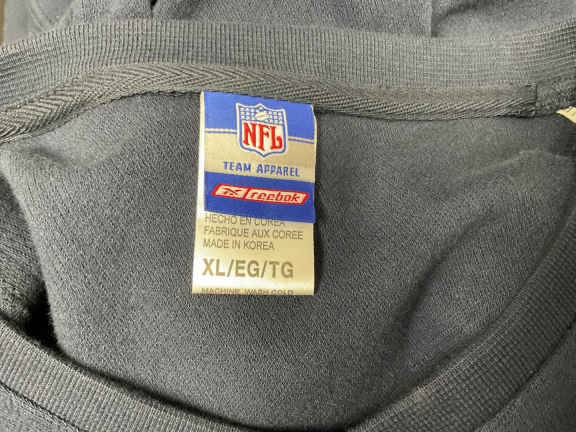 NFL
TEAM APPAREL
Reebok
HECHO EN COREA
FABRIQUE AUX COREE
MADE IN KOREA
XL/EG/TG
MACHINE WASH COLD